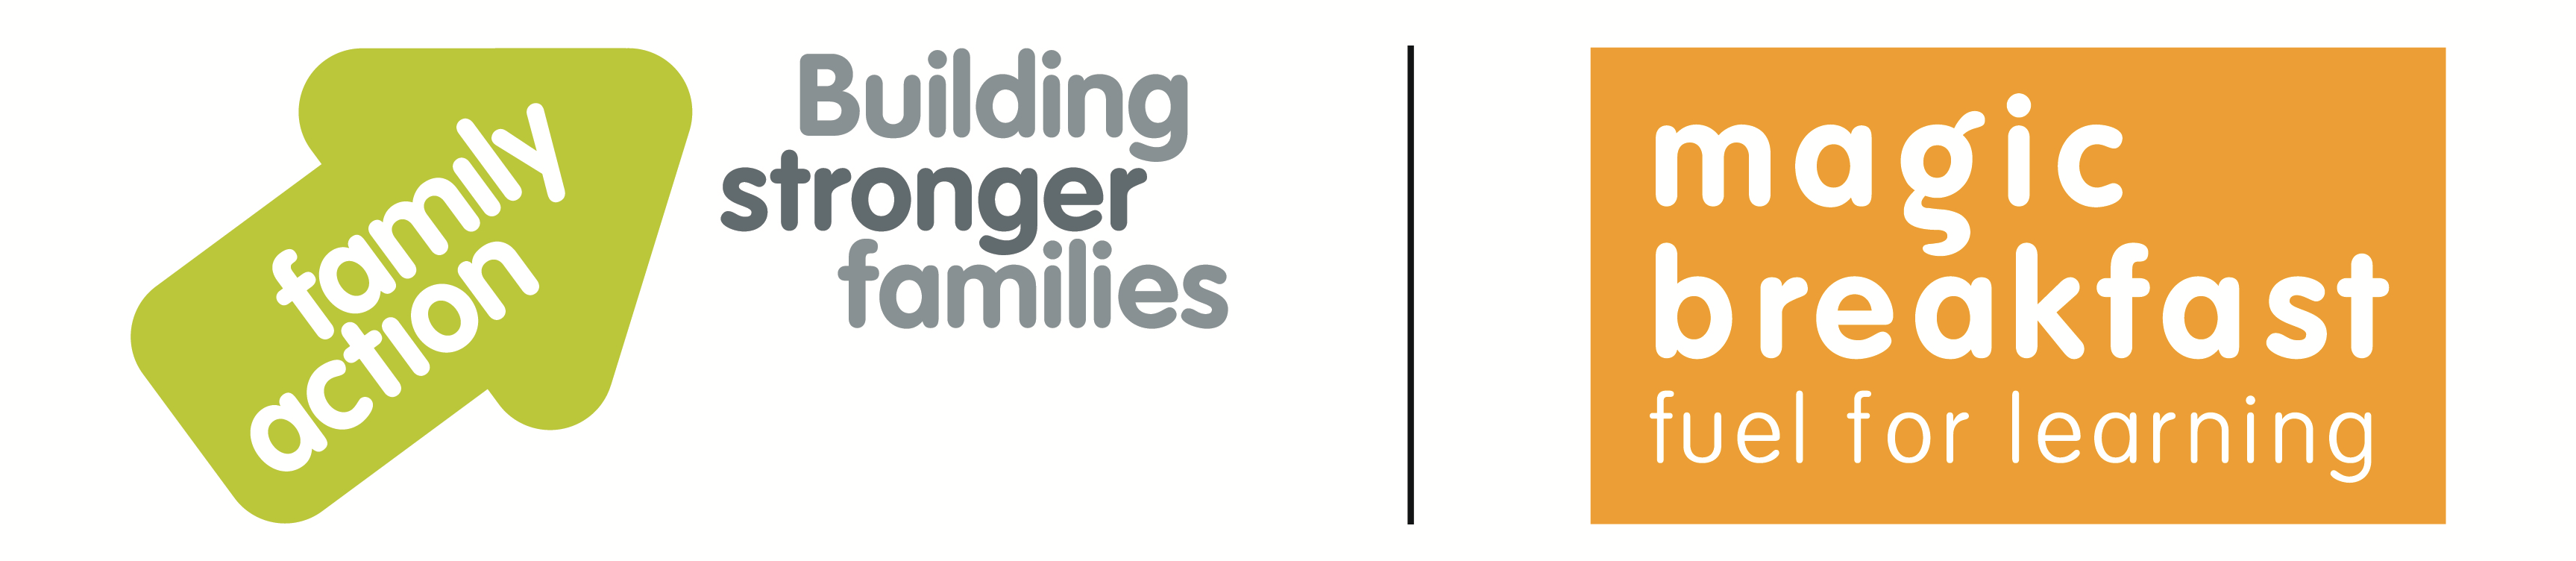 family
action
Building
stronger
families
magic
breakfast
fuel for learning